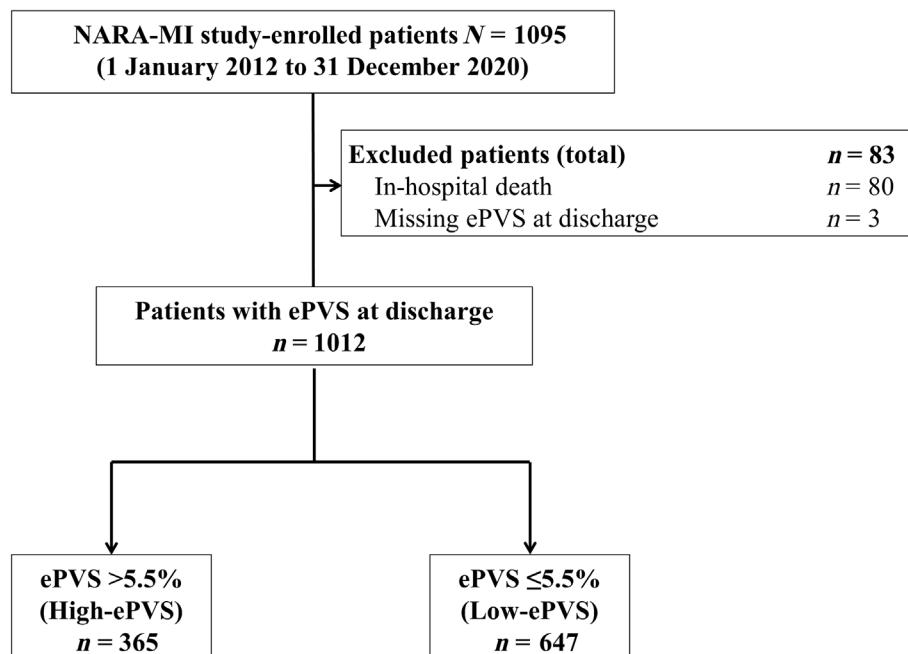 NARA-MI study-enrolled patients N = 1095
(1 January 2012 to 31 December 2020)
Excluded patients (total) n = 83
In-hospital death n = 80
Missing ePVS at discharge n = 3
Patients with ePVS at discharge
n = 1012
ePVS >5.5%
(High-ePVS)
n = 365
ePVS ≤5.5%
(Low-ePVS)
n = 647